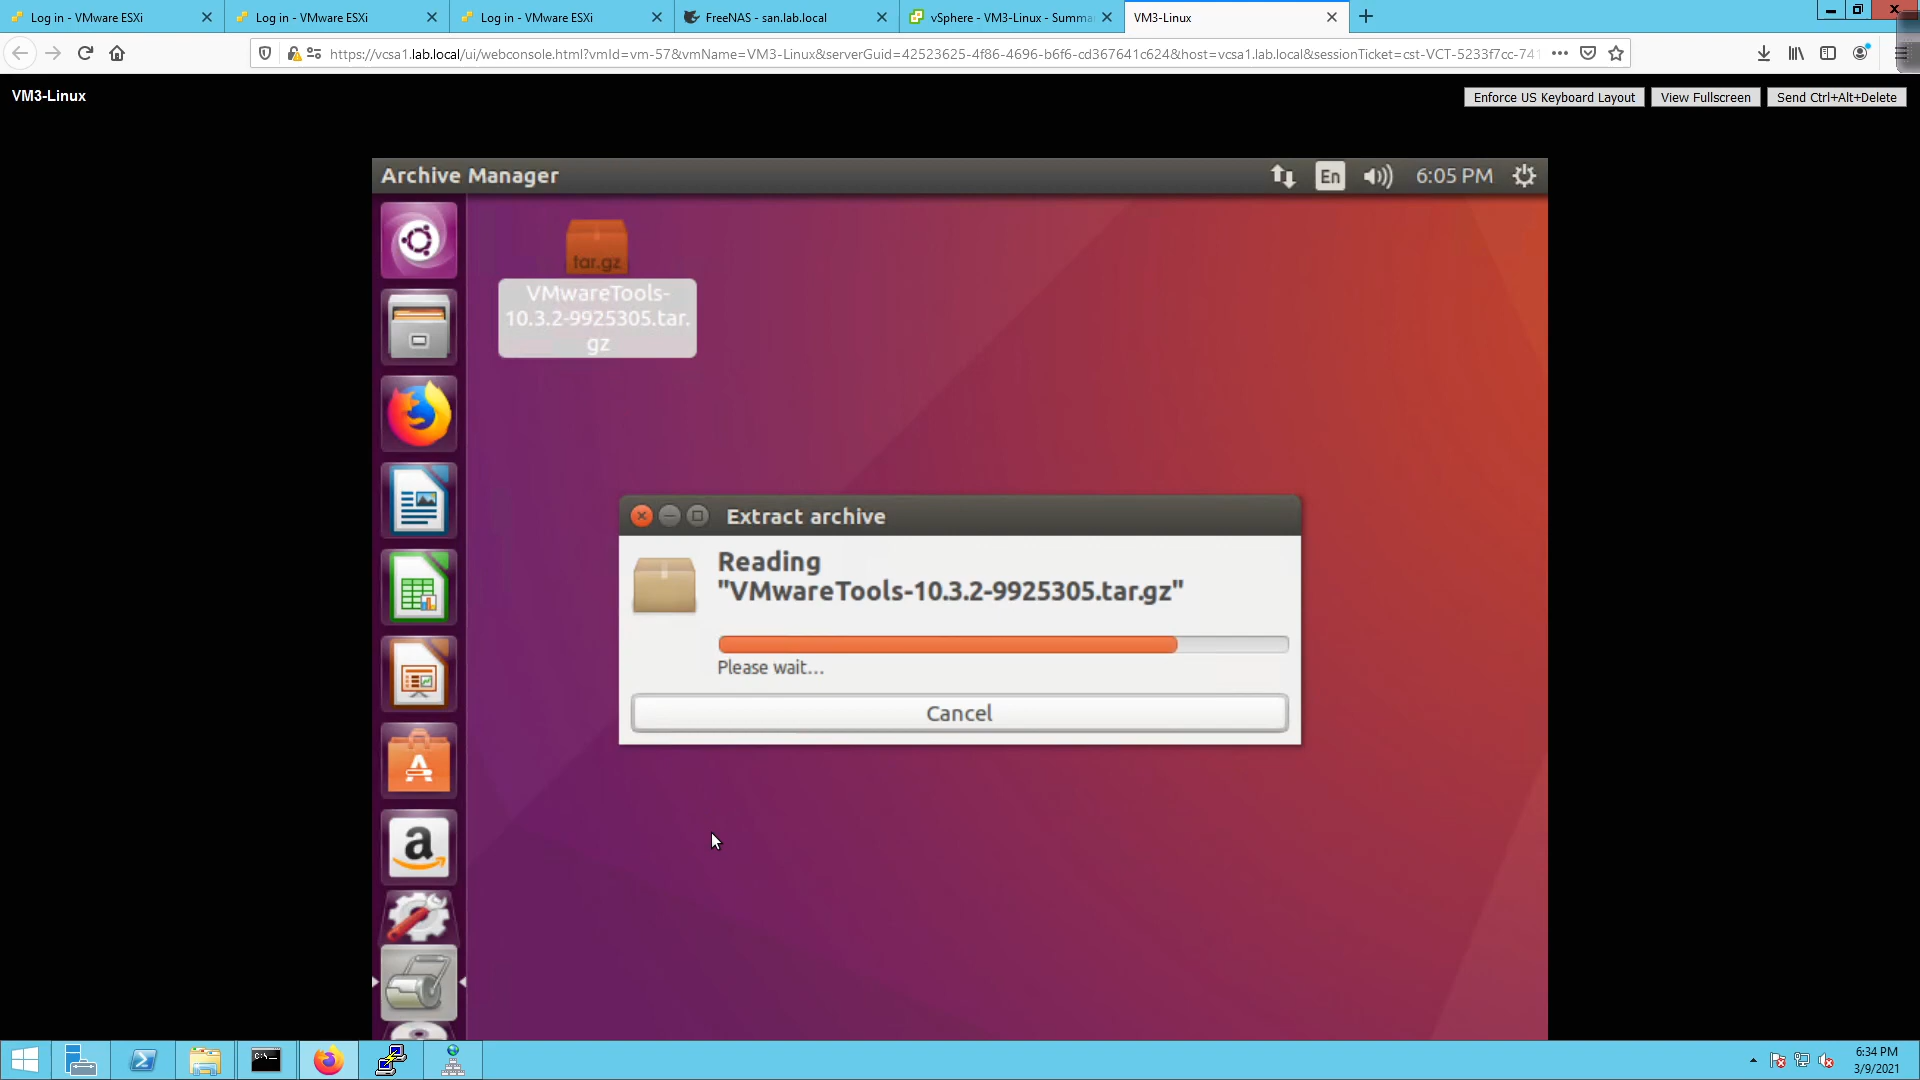 Log in - VMware ESXi
Log in - VMware ESXi
Log in - VMware ESXi
FreeNAS - san.lab.local
vSphere - VM3-Linux - Summa
VM3-Linux
https://vcsa1.lab.local/ui/webconsole.html?vmId=vm-57&vmName=VM3-Linux&serverGuid=42523625-4f86-4696-b6f6-cd367641c624&host=vcsa1.lab.local&sessionTicket=cst-VCT-5233f7cc-741
VM3-Linux
Enforce US Keyboard Layout
View Fullscreen
Send Ctrl+Alt+Delete
Archive Manager
En
6:05 PM
tar.gz
VMwareTools-
10.3.2-9925305.tar.
gz
Extract archive
Reading
"VMwareTools-10.3.2-9925305.tar.gz"
Please wait...
Cancel
6:34 PM
3/9/2021